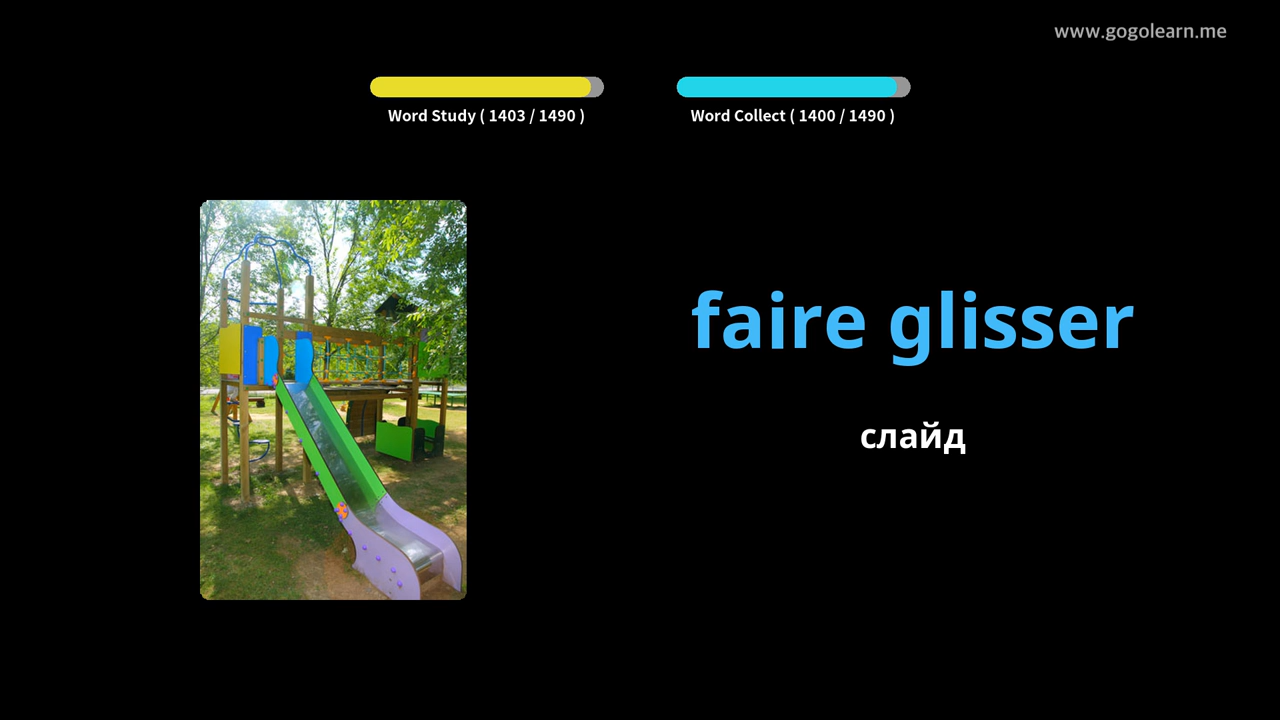 www.gogolearn.me
Word Study ( 1403 / 1490 )
Word Collect ( 1400 / 1490 )
faire glisser
слайд